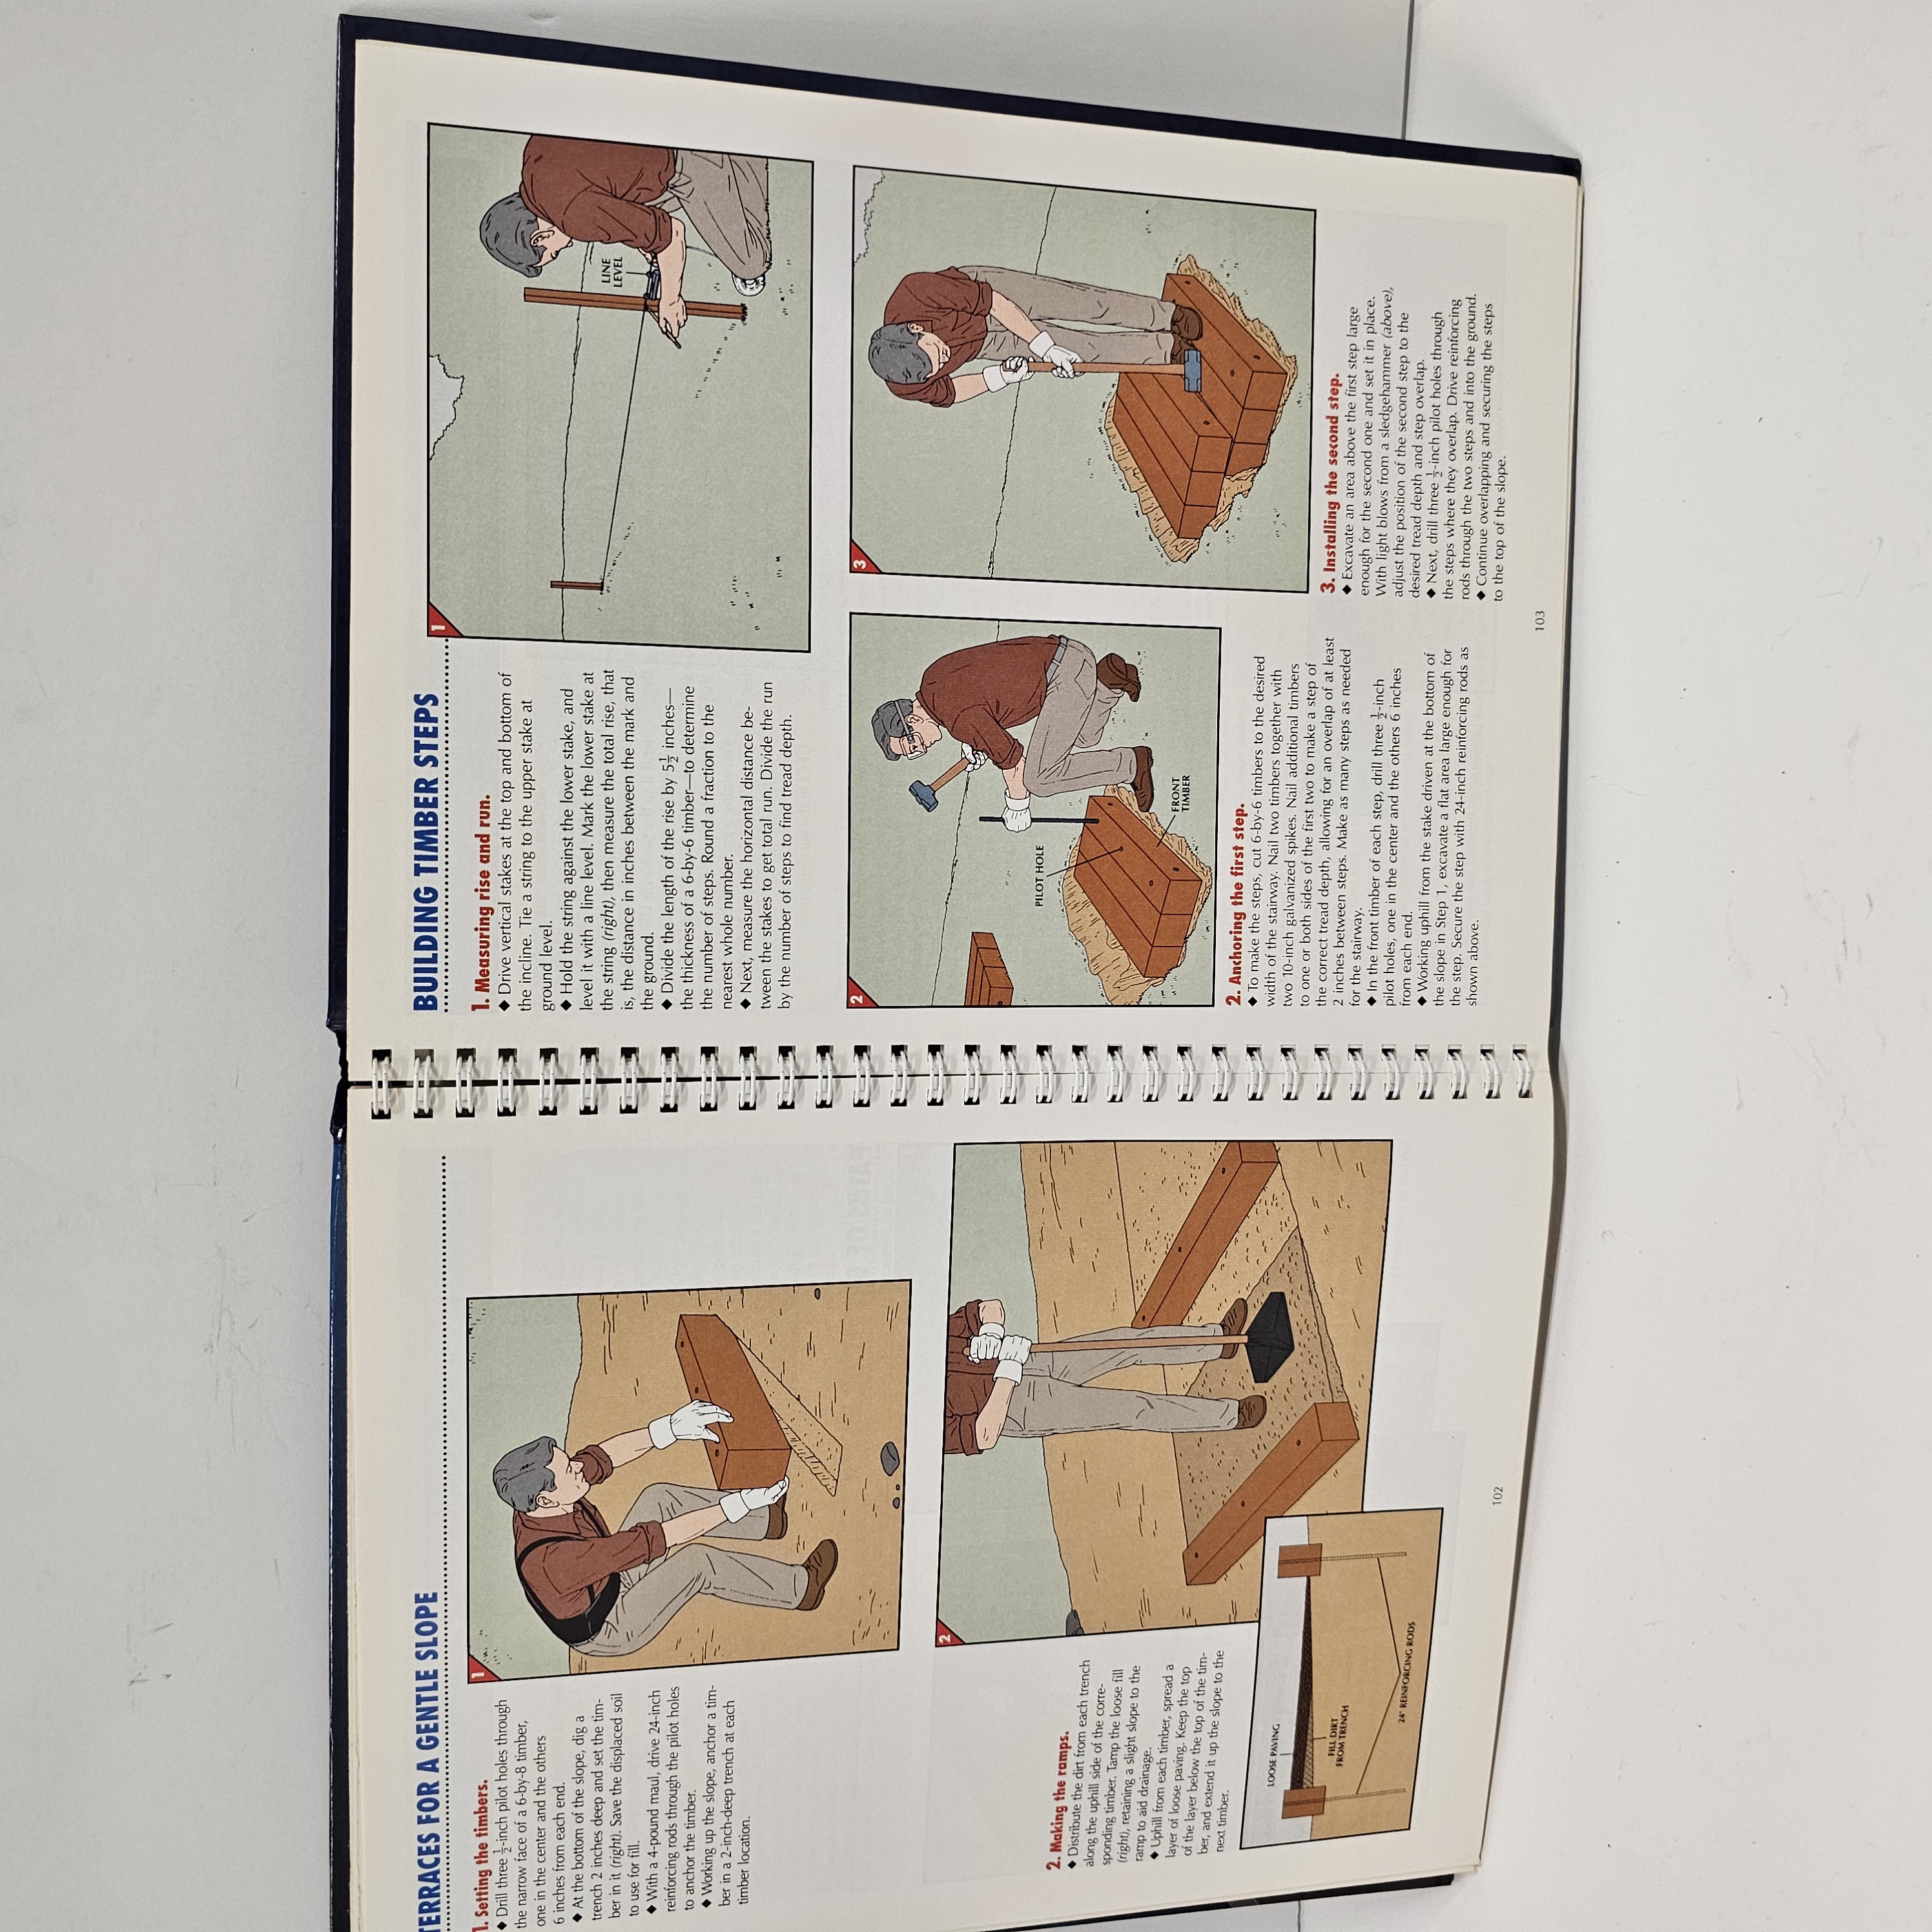 TERRACES FOR A GENTLE SLOPE
1. Setting the timbers.
◆ Drill three ½-inch pilot holes through
the narrow face of a 6-by-8 timber,
one in the center and the others
6 inches from each end.
◆ At the bottom of the slope, dig a
trench 2 inches deep and set the tim-
ber in it (right). Save the displaced soil
to use for fill.
◆ With a 4-pound maul, drive 24-inch
reinforcing rods through the pilot holes
to anchor the timber.
◆ Working up the slope, anchor a tim-
ber in a 2-inch-deep trench at each
timber location.
1
2
2. Making the ramps.
◆ Distribute the dirt from each trench
along the uphill side of the corre-
sponding timber. Tamp the loose fill
(right), retaining a slight slope to the
ramp to aid drainage.
◆ Uphill from each timber, spread a
layer of loose paving. Keep the top
of the layer below the top of the tim-
ber, and extend it up the slope to the
next timber.
LOOSE PAVING
FILL DIRT
FROM TRENCH
24" REINFORCING RODS
102
BUILDING TIMBER STEPS
1. Measuring rise and run.
◆ Drive vertical stakes at the top and bottom of
the incline. Tie a string to the upper stake at
ground level.
◆ Hold the string against the lower stake, and
level it with a line level. Mark the lower stake at
the string (right), then measure the total rise, that
is, the distance in inches between the mark and
the ground.
◆ Divide the length of the rise by 5½ inches—
the thickness of a 6-by-6 timber—to determine
the number of steps. Round a fraction to the
nearest whole number.
◆ Next, measure the horizontal distance be-
tween the stakes to get total run. Divide the run
by the number of steps to find tread depth.
1
LINE
LEVEL
2
PILOT HOLE
FRONT
TIMBER
2. Anchoring the first step.
◆ To make the steps, cut 6-by-6 timbers to the desired
width of the stairway. Nail two timbers together with
two 10-inch galvanized spikes. Nail additional timbers
to one or both sides of the first two to make a step of
the correct tread depth, allowing for an overlap of at least
2 inches between steps. Make as many steps as needed
for the stairway.
◆ In the front timber of each step, drill three ½-inch
pilot holes, one in the center and the others 6 inches
from each end.
◆ Working uphill from the stake driven at the bottom of
the slope in Step 1, excavate a flat area large enough for
the step. Secure the step with 24-inch reinforcing rods as
shown above.
3
3. Installing the second step.
◆ Excavate an area above the first step large
enough for the second one and set it in place.
With light blows from a sledgehammer (above),
adjust the position of the second step to the
desired tread depth and step overlap.
◆ Next, drill three ½-inch pilot holes through
the steps where they overlap. Drive reinforcing
rods through the two steps and into the ground.
◆ Continue overlapping and securing the steps
to the top of the slope.
103